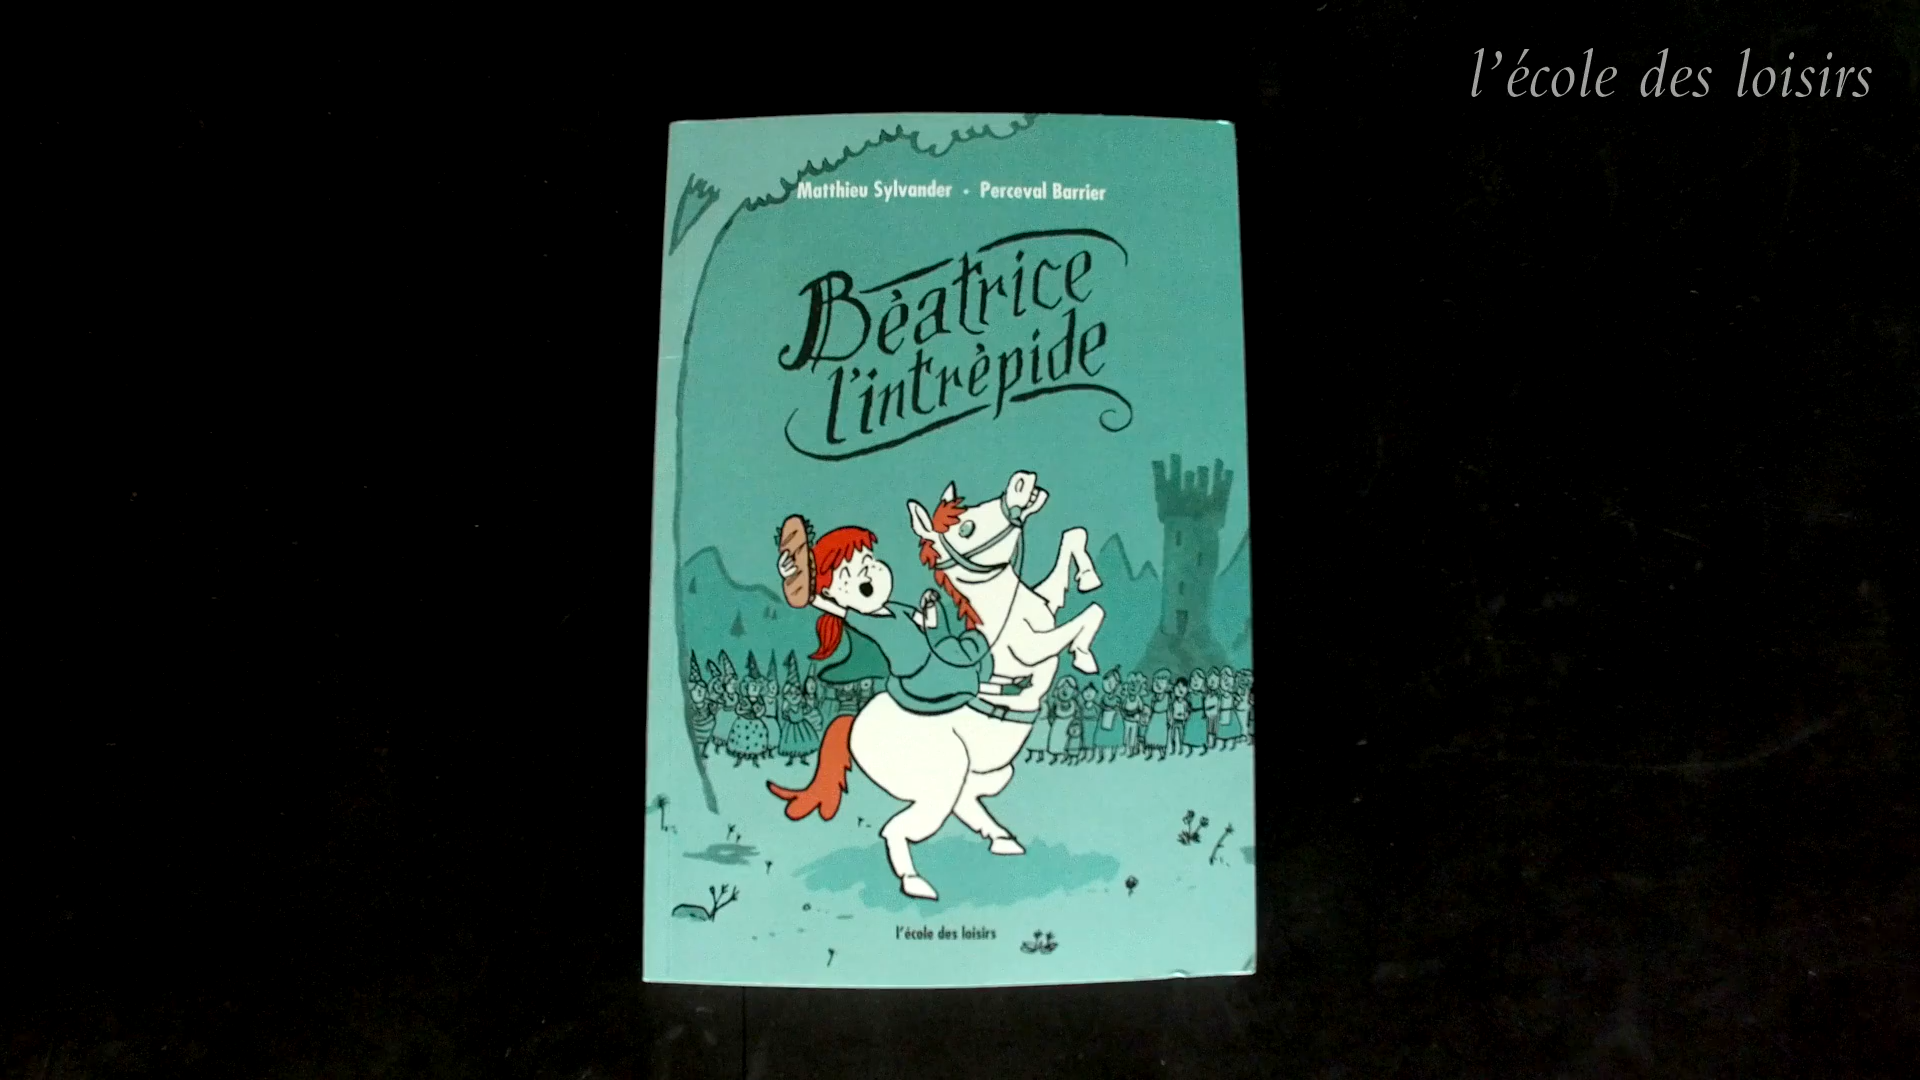 l'école des loisirs
Matthieu Sylvander • Perceval Barrier
Béatrice
l'intrépide
l'école des loisirs